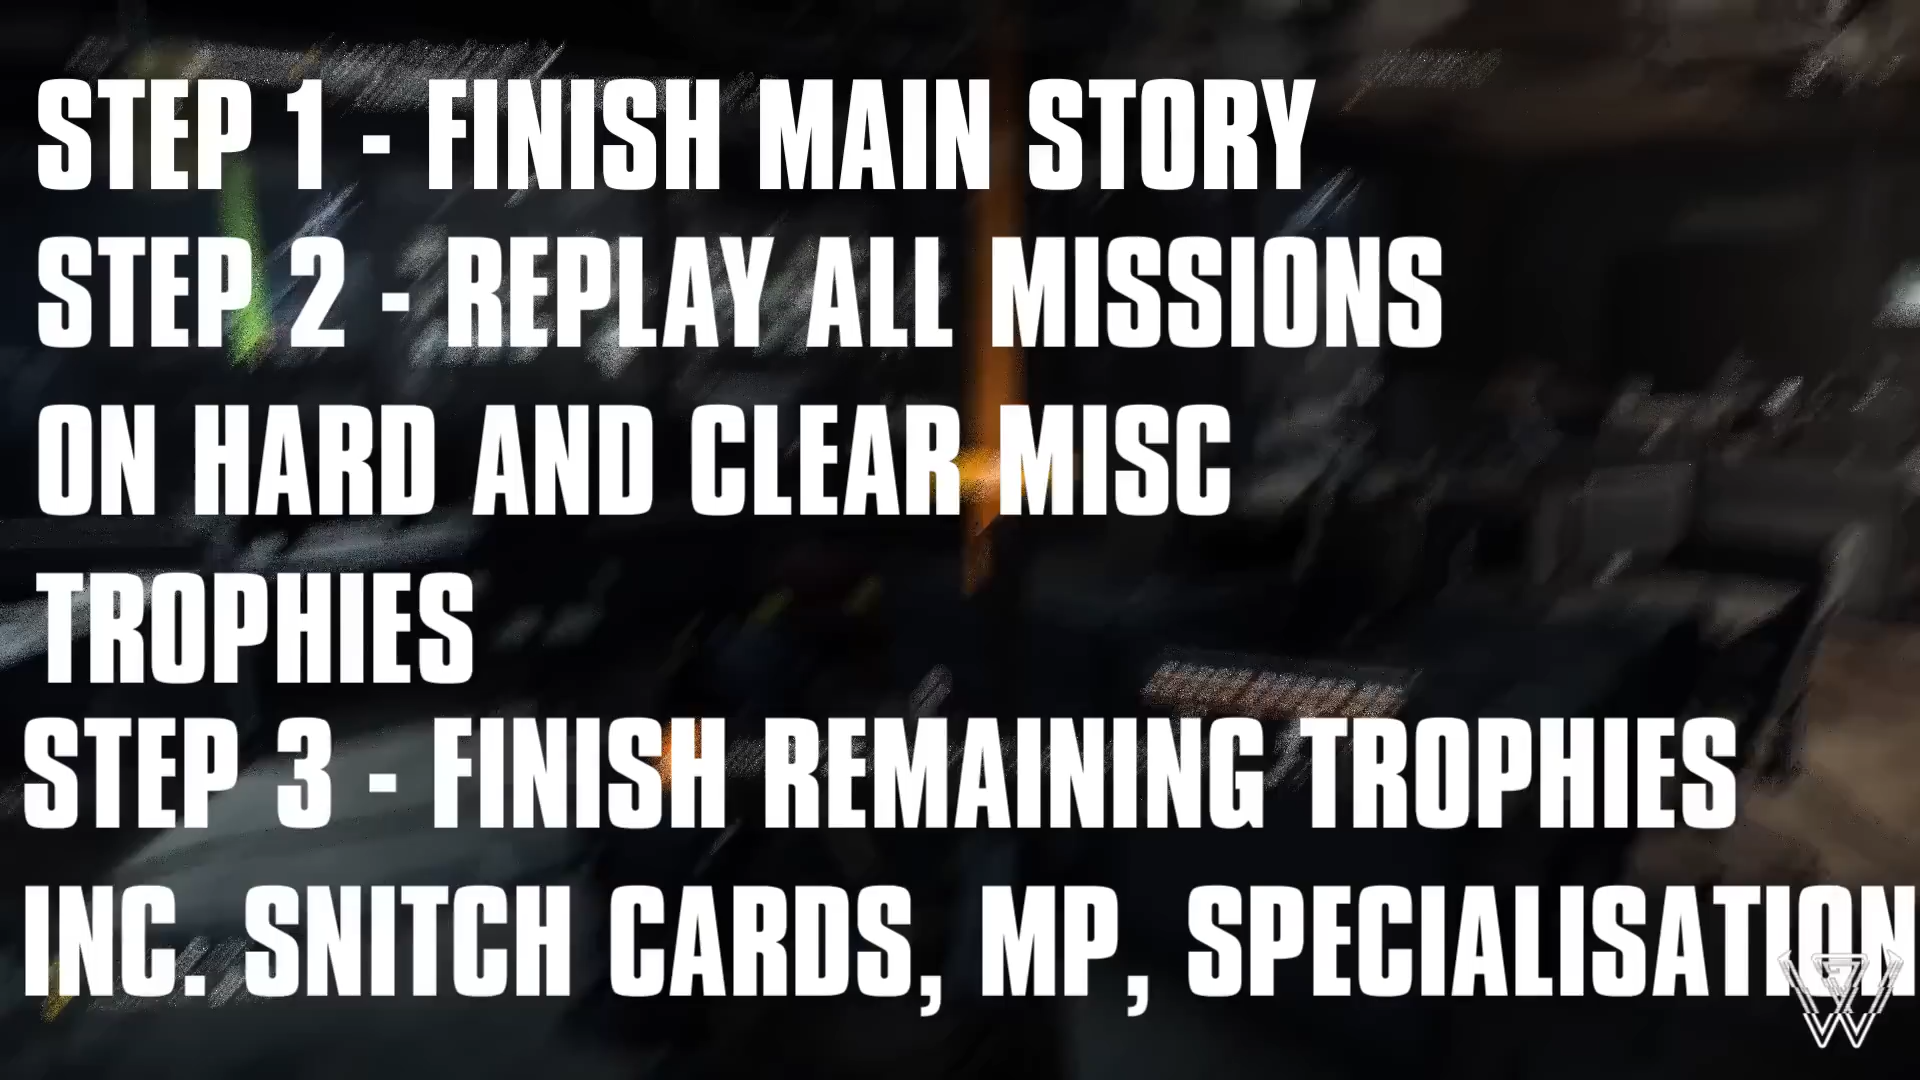 STEP 1 - FINISH MAIN STORY
STEP 2 - REPLAY ALL MISSIONS
ON HARD AND CLEAR MISC
TROPHIES
STEP 3 - FINISH REMAINING TROPHIES
INC. SNITCH CARDS, MP, SPECIALISATION